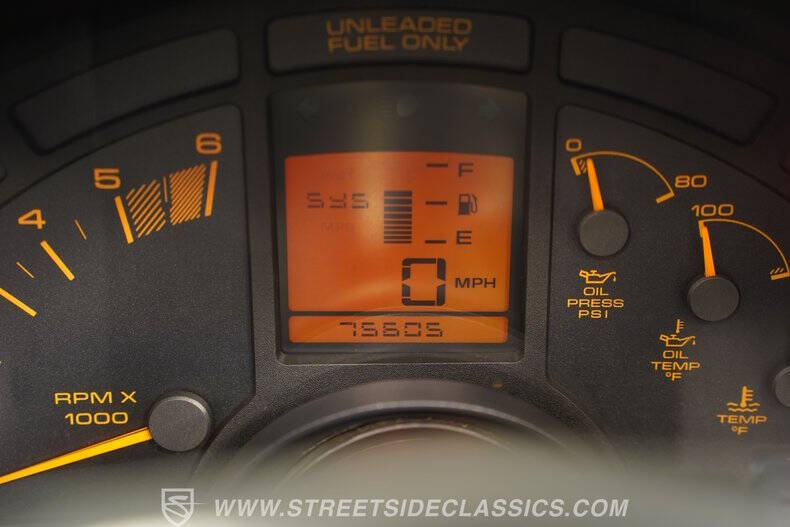 UNLEADED
FUEL ONLY
6
5
4
F
SYS
E
0 MPH
75605
RPM X
1000
0
80
100
OIL
PRESS
PSI
OIL
TEMP
°F
TEMP
°F
WWW.STREETSIDECLASSICS.COM